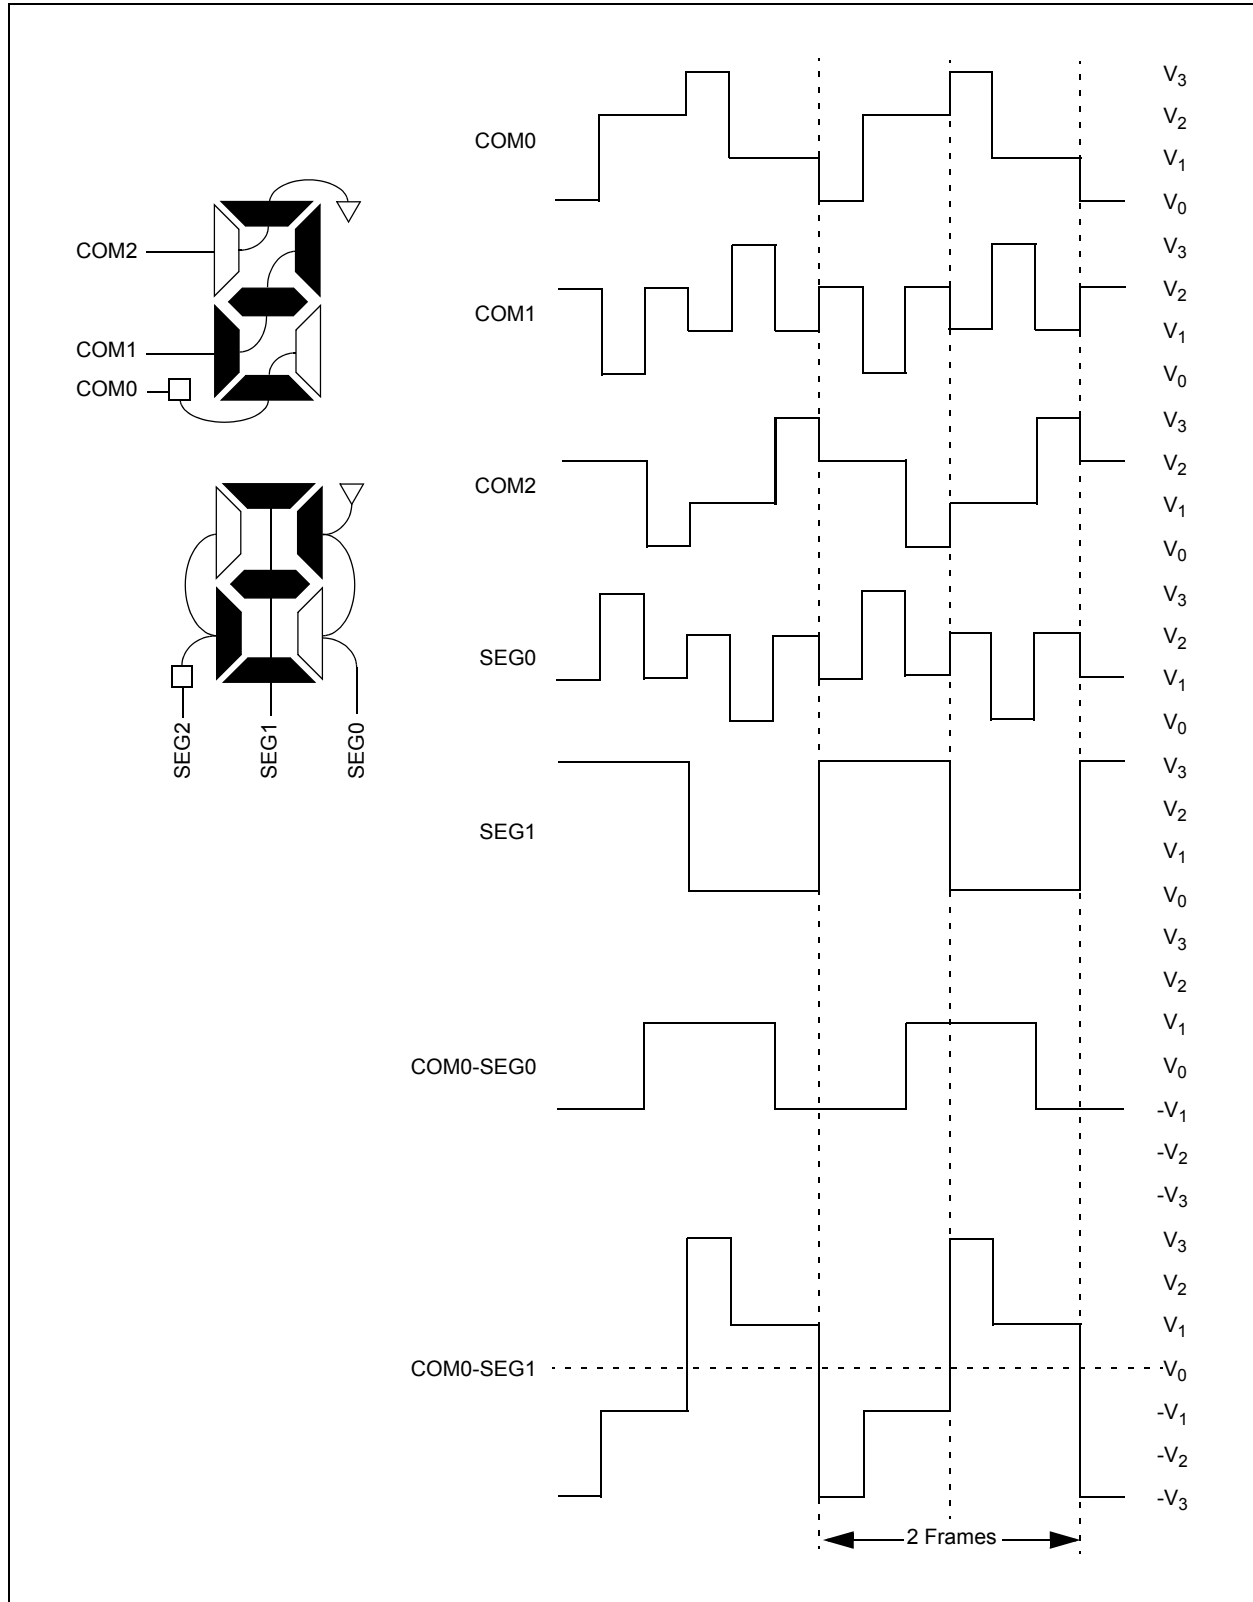 COM2
COM1
COM0
SEG2
SEG1
SEG0
COM0
V3
V2
V1
V0
COM1
V3
V2
V1
V0
COM2
V3
V2
V1
V0
SEG0
V3
V2
V1
V0
SEG1
V3
V2
V1
V0
COM0-SEG0
V3
V2
V1
V0
-V1
-V2
-V3
COM0-SEG1
V3
V2
V1
V0
-V1
-V2
-V3
2 Frames